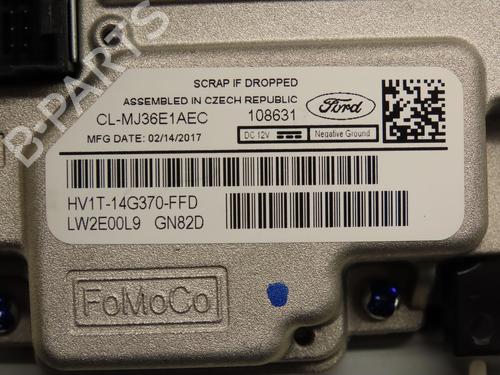 B-PARTS
SCRAP IF DROPPED
ASSEMBLED IN CZECH REPUBLIC
CL-MJ36E1AEC 108631
Ford
MFG DATE: 02/14/2017
DC 12V Negative Ground
HV1T-14G370-FFD
LW2E00L9 GN82D
FoMoCo